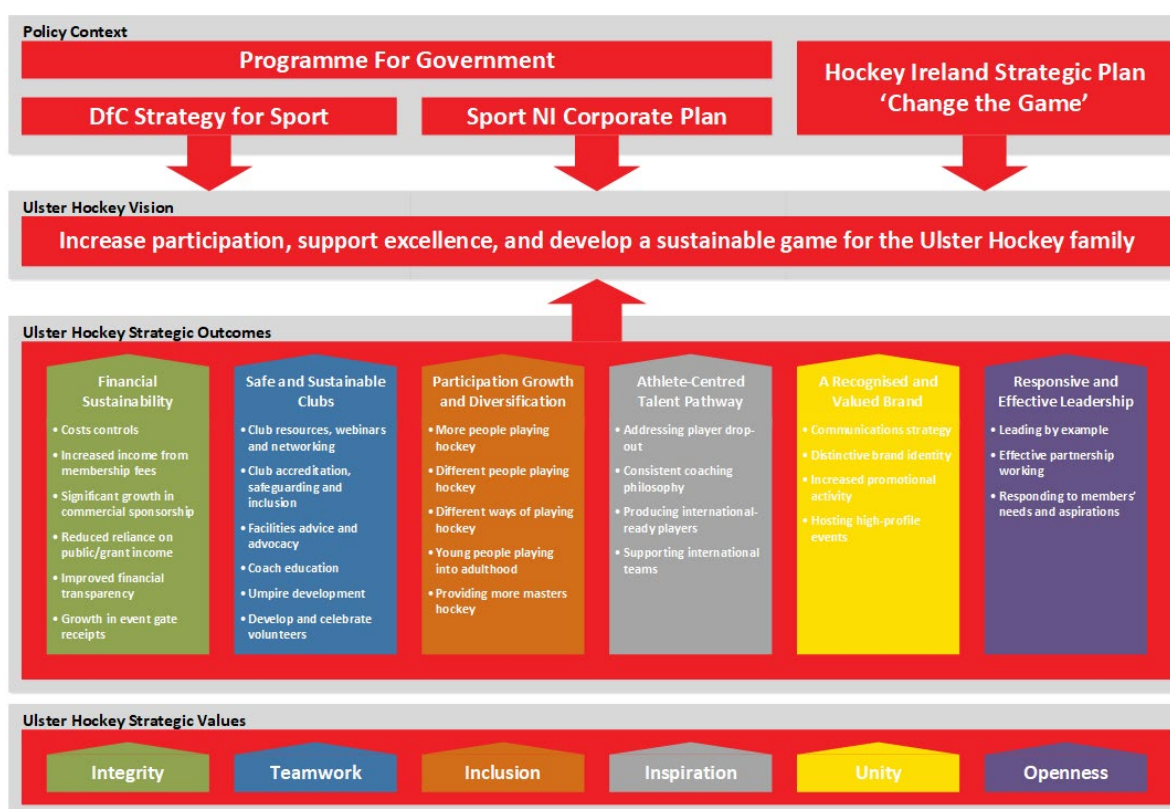 Policy Context
Programme For Government
DfC Strategy for Sport
Sport NI Corporate Plan
Hockey Ireland Strategic Plan
‘Change the Game’
Ulster Hockey Vision
Increase participation, support excellence, and develop a sustainable game for the Ulster Hockey family
Ulster Hockey Strategic Outcomes
Financial
Sustainability
• Costs controls
• Increased income from
membership fees
• Significant growth in
commercial sponsorship
• Reduced reliance on
public/grant income
• Improved financial
transparency
• Growth in event gate
receipts
Safe and Sustainable
Clubs
• Club resources, webinars
and networking
• Club accreditation,
safeguarding and
inclusion
• Facilities advice and
advocacy
• Coach education
• Umpire development
• Develop and celebrate
volunteers
Participation Growth
and Diversification
• More people playing
hockey
• Different people playing
hockey
• Different ways of playing
hockey
• Young people playing
into adulthood
• Providing more masters
hockey
Athlete-Centred
Talent Pathway
• Addressing player drop-
out
• Consistent coaching
philosophy
• Producing international-
ready players
• Supporting international
teams
A Recognised and
Valued Brand
• Communications strategy
• Distinctive brand identity
• Increased promotional
activity
• Hosting high-profile
events
Responsive and
Effective Leadership
• Leading by example
• Effective partnership
working
• Responding to members’
needs and aspirations
Ulster Hockey Strategic Values
Integrity
Teamwork
Inclusion
Inspiration
Unity
Openness